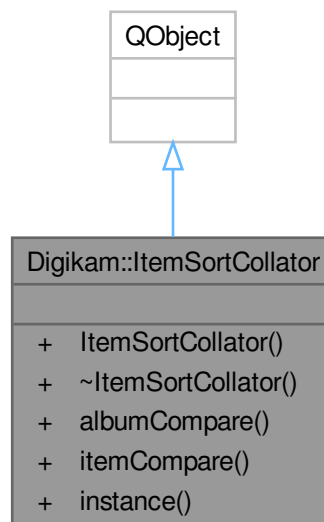 QObject
Digikam::ItemSortCollator
+ ItemSortCollator()
+ ~ItemSortCollator()
+ albumCompare()
+ itemCompare()
+ instance()